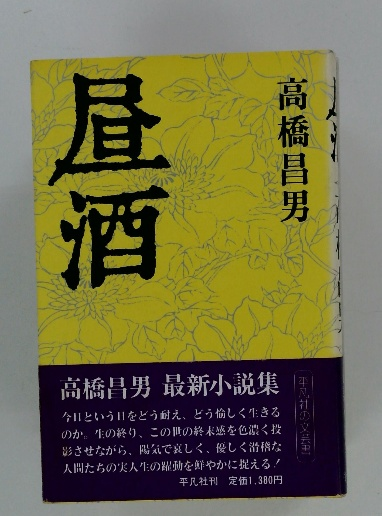 昼酒
高橋昌男
高橋昌男 最新小説集
今日という日をどう耐え、どう愉しく生きる
のか。生の終り、この世の終末感を色濃く投
影させながら、陽気で哀しく、優しく滑稽な
人間たちの実人生の躍動を鮮やかに捉える!
平凡社刊 定価1,380円
平凡社の文芸書